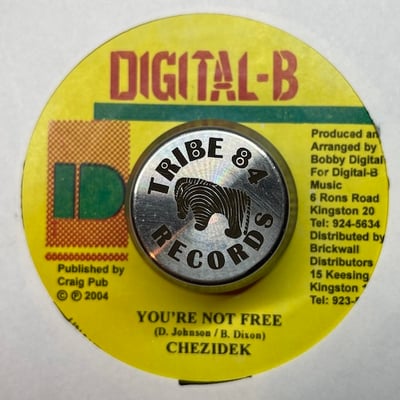 DIGITAL-B
TRIBE 84
RECORDS
Produced an
Arranged by
Bobby Digital
For Digital-B
Music
6 Rons Road
Kingston 20
Tel: 924-5634
Distributed by
Brickwall
Distributors
15 Keesing
Kingston
Tel: 923-
D
Published by
Craig Pub
© ℗ 2004
YOU'RE NOT FREE
(D. Johnson / B. Dixon)
CHEZIDEK